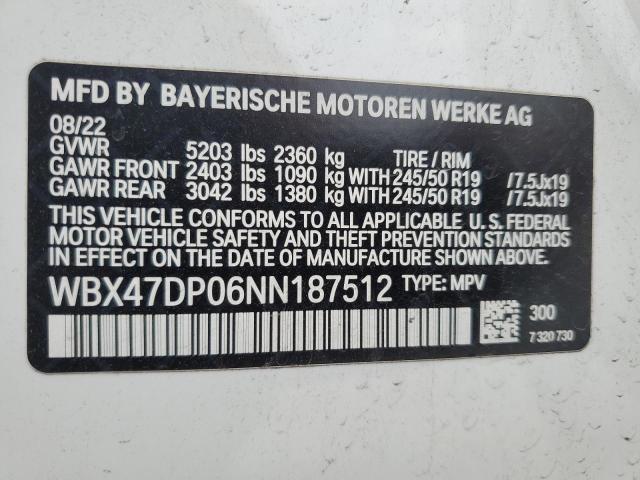 MFD BY BAYERISCHE MOTOREN WERKE AG
08/22
GVWR 5203 lbs 2360 kg TIRE / RIM
GAWR FRONT 2403 lbs 1090 kg WITH 245/50 R19 /7.5Jx19
GAWR REAR 3042 lbs 1380 kg WITH 245/50 R19 /7.5Jx19
THIS VEHICLE CONFORMS TO ALL APPLICABLE U.S. FEDERAL
MOTOR VEHICLE SAFETY AND THEFT PREVENTION STANDARDS
IN EFFECT ON THE DATE OF MANUFACTURE SHOWN ABOVE.
WBX47DP06NN187512 TYPE: MPV
300
7 320 730